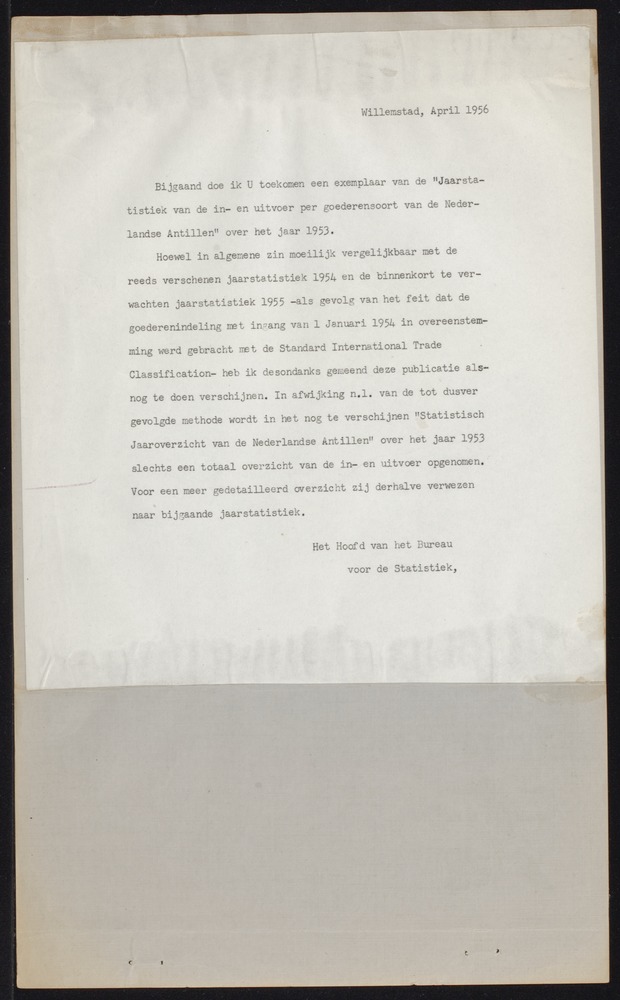 Willemstad, April 1956
Bijgaand doe ik U toekomen een exemplaar van de "Jaarsta-
tistiek van de in- en uitvoer per goederensoort van de Neder-
landse Antillen" over het jaar 1953.
Hoewel in algemene zin moeilijk vergelijkbaar met de
reeds verschenen jaarstatistiek 1954 en de binnenkort te ver-
wachten jaarstatistiek 1955 -als gevolg van het feit dat de
goederenindeling met ingang van 1 Januari 1954 in overeenstem-
ming werd gebracht met de Standard International Trade
Classification- heb ik desondanks gemeend deze publicatie als-
nog te doen verschijnen. In afwijking n.l. van de tot dusver
gevolgde methode wordt in het nog te verschijnen "Statistisch
Jaaroverzicht van de Nederlandse Antillen" over het jaar 1953
slechts een totaal overzicht van de in- en uitvoer opgenomen.
Voor een meer gedetailleerd overzicht zij derhalve verwezen
naar bijgaande jaarstatistiek.
Het Hoofd van het Bureau
voor de Statistiek,